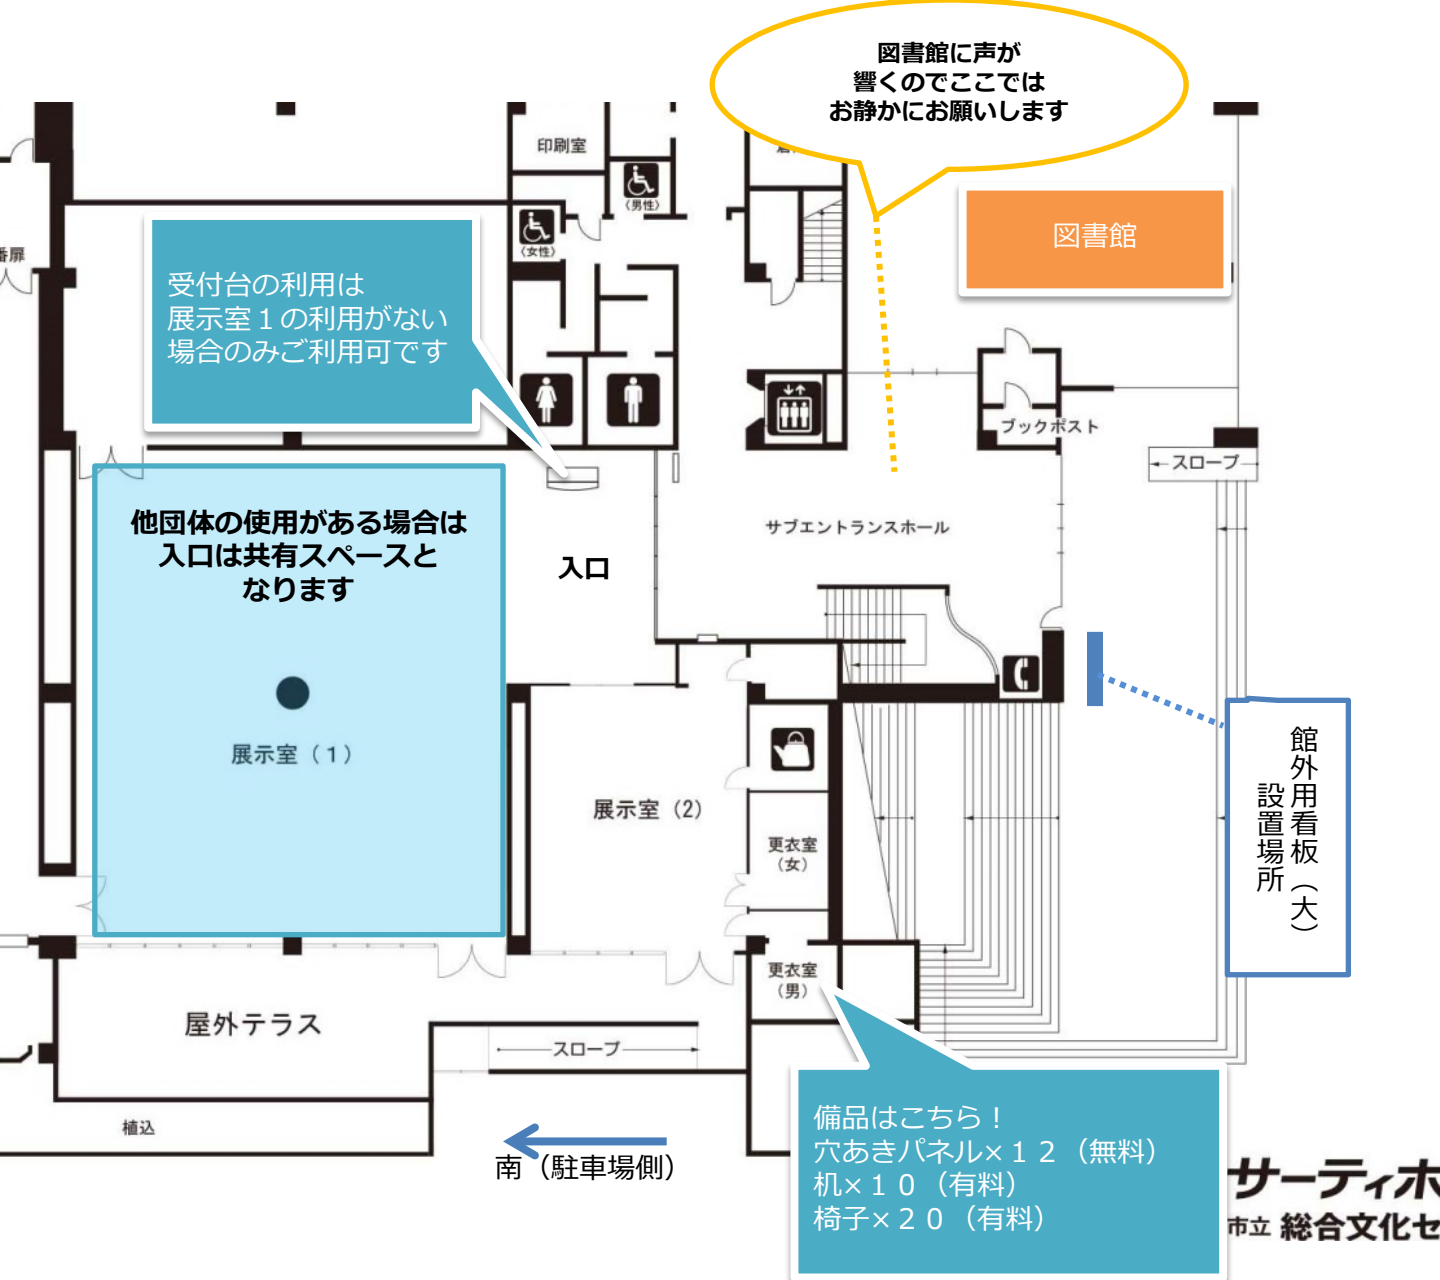 図書館に声が
響くのでここでは
お静かにお願いします
印刷室
(男性)
(女性)
図書館
受付台の利用は
展示室１の利用がない
場合のみご利用可です
ブックポスト
スロープ
他団体の使用がある場合は
入口は共有スペースと
なります
入口
サブエントランスホール
展示室（１）
展示室（2）
更衣室
（女）
館外用看板（大）
設置場所
更衣室
（男）
屋外テラス
スロープ
植込
南（駐車場側）
備品はこちら！
穴あきパネル×１２（無料）
机×１０（有料）
椅子×２０（有料）
サーティホ
市立 総合文化セ